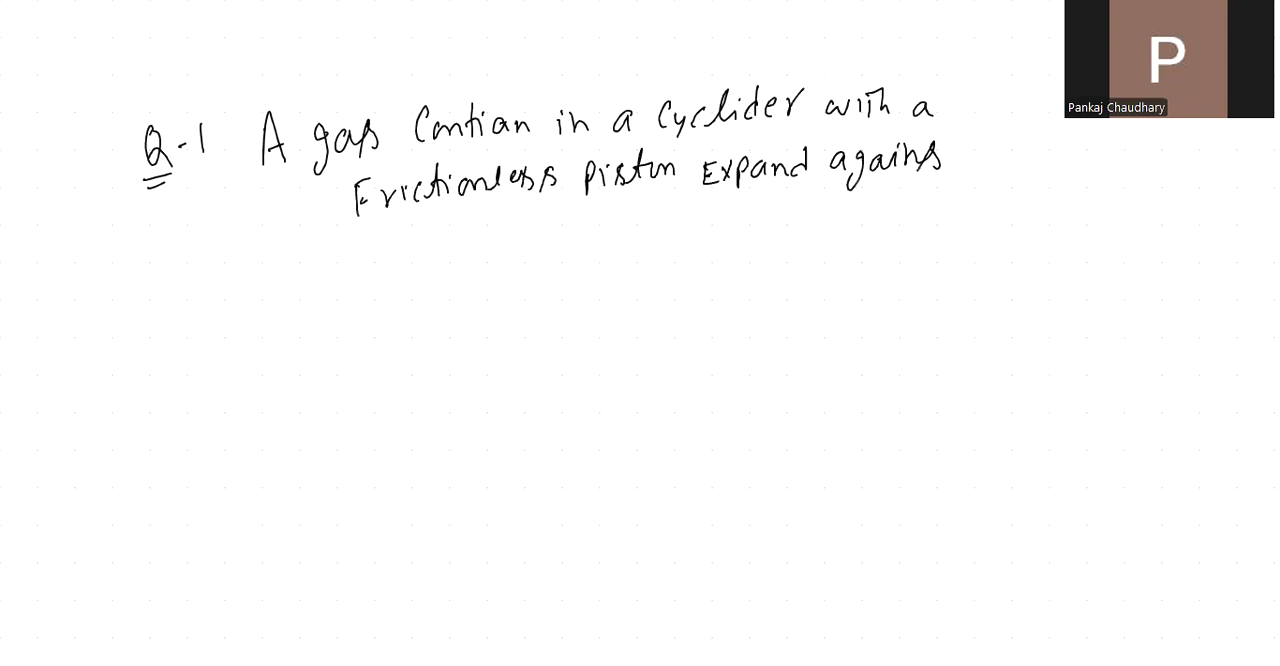 P
Pankaj Chaudhary
Q-1 A gas Contian in a Cyclider with a
Frictionless piston Expand agains